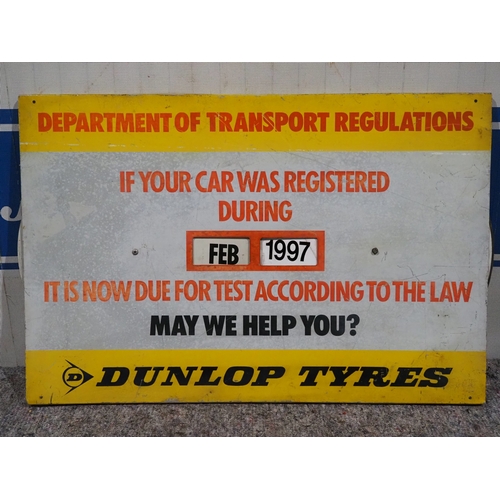 DEPARTMENT OF TRANSPORT REGULATIONS
IF YOUR CAR WAS REGISTERED
DURING
FEB 1997
IT IS NOW DUE FOR TEST ACCORDING TO THE LAW
MAY WE HELP YOU?
D DUNLOP TYRES